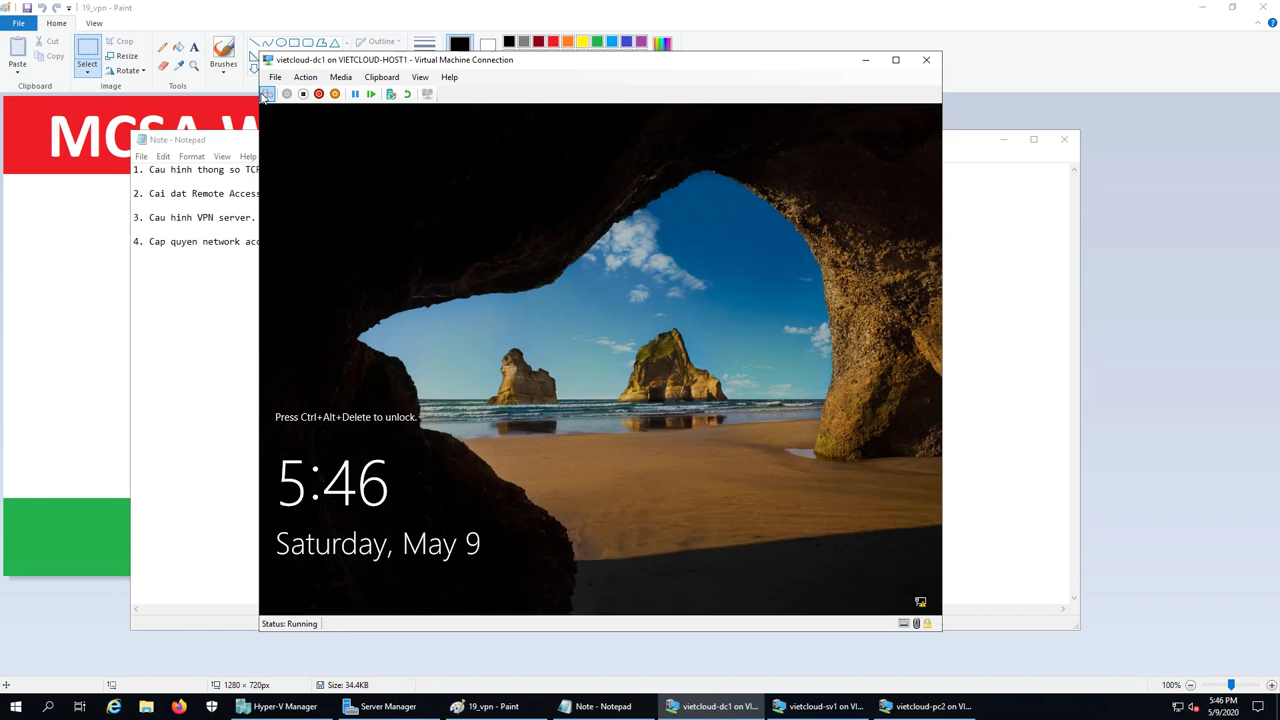 19_vpn - Paint
File
Home
View
Paste
Cut
Copy
Clipboard
Select
Crop
Resize
Rotate
Image
Tools
Brushes
Outline
MCSA W
Note - Notepad
File Edit Format View Help
1. Cau hinh thong so TCP
2. Cai dat Remote Access
3. Cau hinh VPN server.
4. Cap quyen network acc
vietcloud-dc1 on VIETCLOUD-HOST1 - Virtual Machine Connection
File Action Media Clipboard View Help
Press Ctrl+Alt+Delete to unlock.
5:46
Saturday, May 9
Status: Running
1280 × 720px
Size: 34.4KB
100%
Hyper-V Manager
Server Manager
19_vpn - Paint
Note - Notepad
vietcloud-dc1 on VI...
vietcloud-sv1 on VI...
vietcloud-pc2 on VI...
5:46 PM
5/9/2020